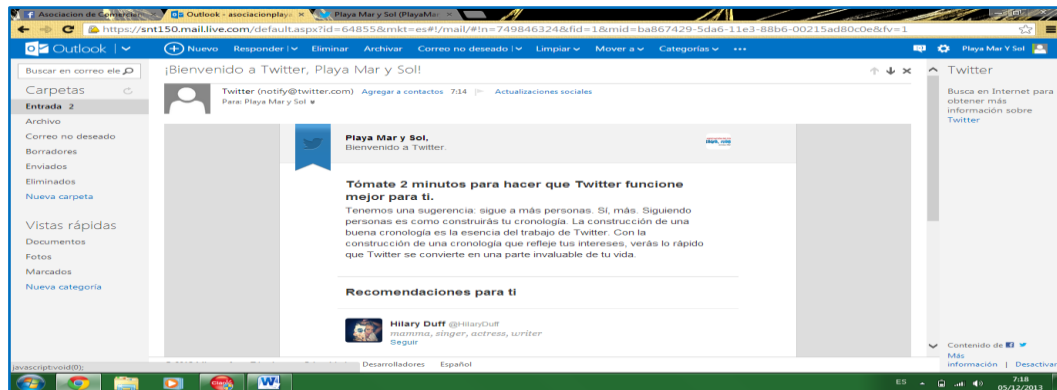 Asociacion de Comercian
Outlook - asociacionplaya
Playa Mar y Sol (PlayaMar
https://snt150.mail.live.com/default.aspx?id=64855&mkt=es#!/mail/#!n=749846324&fid=1&mid=ba867429-5da6-11e3-88b6-00215ad80c0e&fv=1
Outlook
Nuevo Responder Eliminar Archivar Correo no deseado Limpiar Mover a Categorías ••• Playa Mar Y Sol
Buscar en correo ele
Carpetas
Entrada 2
Archivo
Correo no deseado
Borradores
Enviados
Eliminados
Nueva carpeta
Vistas rápidas
Documentos
Fotos
Marcados
Nueva categoría
javascript:void(0);
¡Bienvenido a Twitter, Playa Mar y Sol!
Twitter (notify@twitter.com) Agregar a contactos 7:14 Actualizaciones sociales
Para: Playa Mar y Sol
Playa Mar y Sol,
Bienvenido a Twitter.
Tómate 2 minutos para hacer que Twitter funcione
mejor para ti.
Tenemos una sugerencia: sigue a más personas. Sí, más. Siguiendo
personas es como construirás tu cronología. La construcción de una
buena cronología es la esencia del trabajo de Twitter. Con la
construcción de una cronología que refleje tus intereses, verás lo rápido
que Twitter se convierte en una parte invaluable de tu vida.
Recomendaciones para ti
Hilary Duff @HilaryDuff
mamma, singer, actress, writer
Seguir
Desarrolladores Español
Twitter
Busca en Internet para
obtener más
información sobre
Twitter
Contenido de
Más
información | Desactivar
ES 7:18
05/12/2013